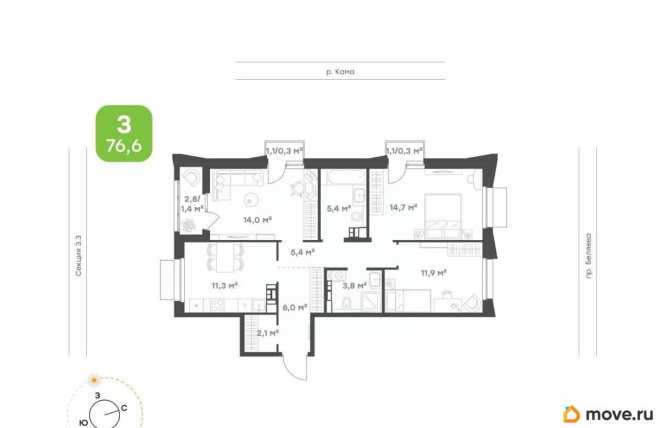 р. Кама
3
76,6
1,1/0,3 м²
1,1/0,3 м²
2,8/
1,4 м²
14,0 м²
5,4 м²
14,7 м²
5,4 м²
Секция 3.3
11,3 м²
6,0 м²
3,8 м²
11,9 м²
пр. Беляева
2,1 м²
З
С
Ю
move.ru